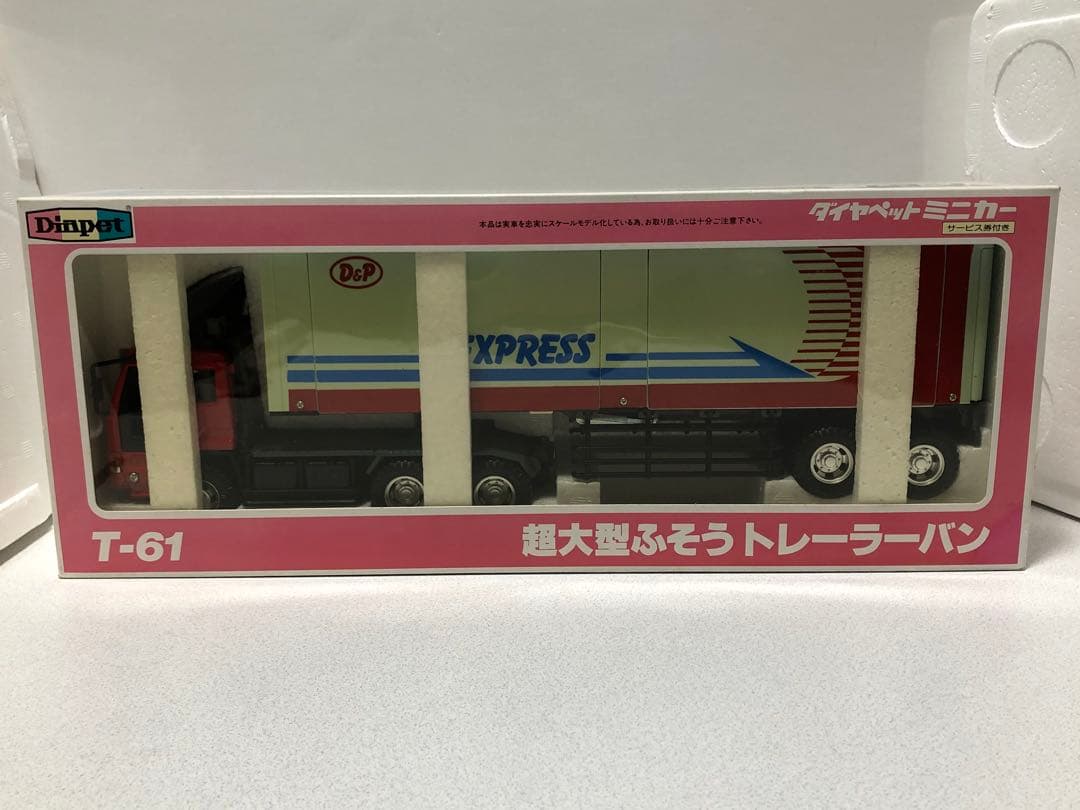 Diapet
本品は実車を忠実にスケールモデル化している為、お取り扱いには十分ご注意下さい。
ダイヤペットミニカー
サービス券付き
D&P
EXPRESS
T-61
超大型ふそうトレーラーバン